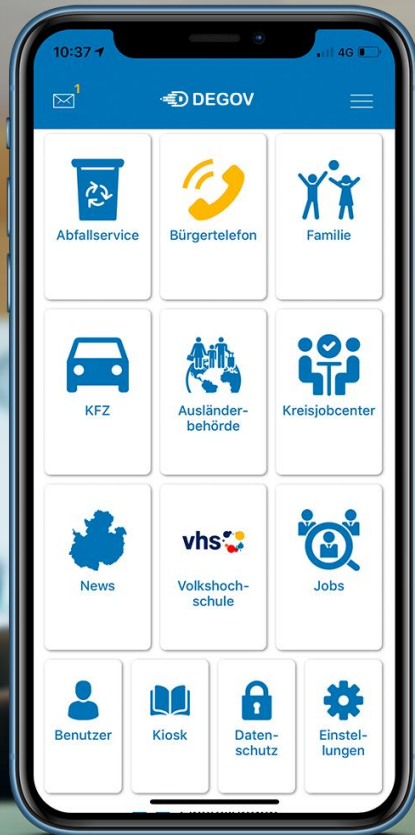 10:37
4G
1
DEGOV
Abfallservice
Bürgertelefon
Familie
KFZ
Ausländer-
behörde
Kreisjobcenter
News
vhs
Volkshoch-
schule
Jobs
Benutzer
Kiosk
Daten-
schutz
Einstel-
lungen